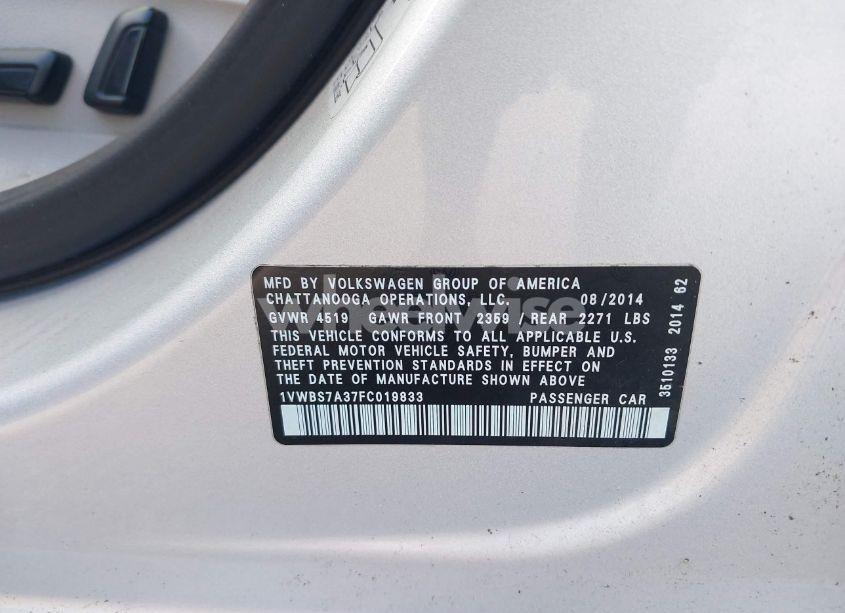 MFD BY VOLKSWAGEN GROUP OF AMERICA
CHATTANOOGA OPERATIONS, LLC. 08/2014
GVWR 4519 GAWR FRONT 2359 / REAR 2271 LBS
THIS VEHICLE CONFORMS TO ALL APPLICABLE U.S.
FEDERAL MOTOR VEHICLE SAFETY, BUMPER AND
THEFT PREVENTION STANDARDS IN EFFECT ON
THE DATE OF MANUFACTURE SHOWN ABOVE
1VWBS7A37FC019833 PASSENGER CAR
3510133 2014 62
wheelwise